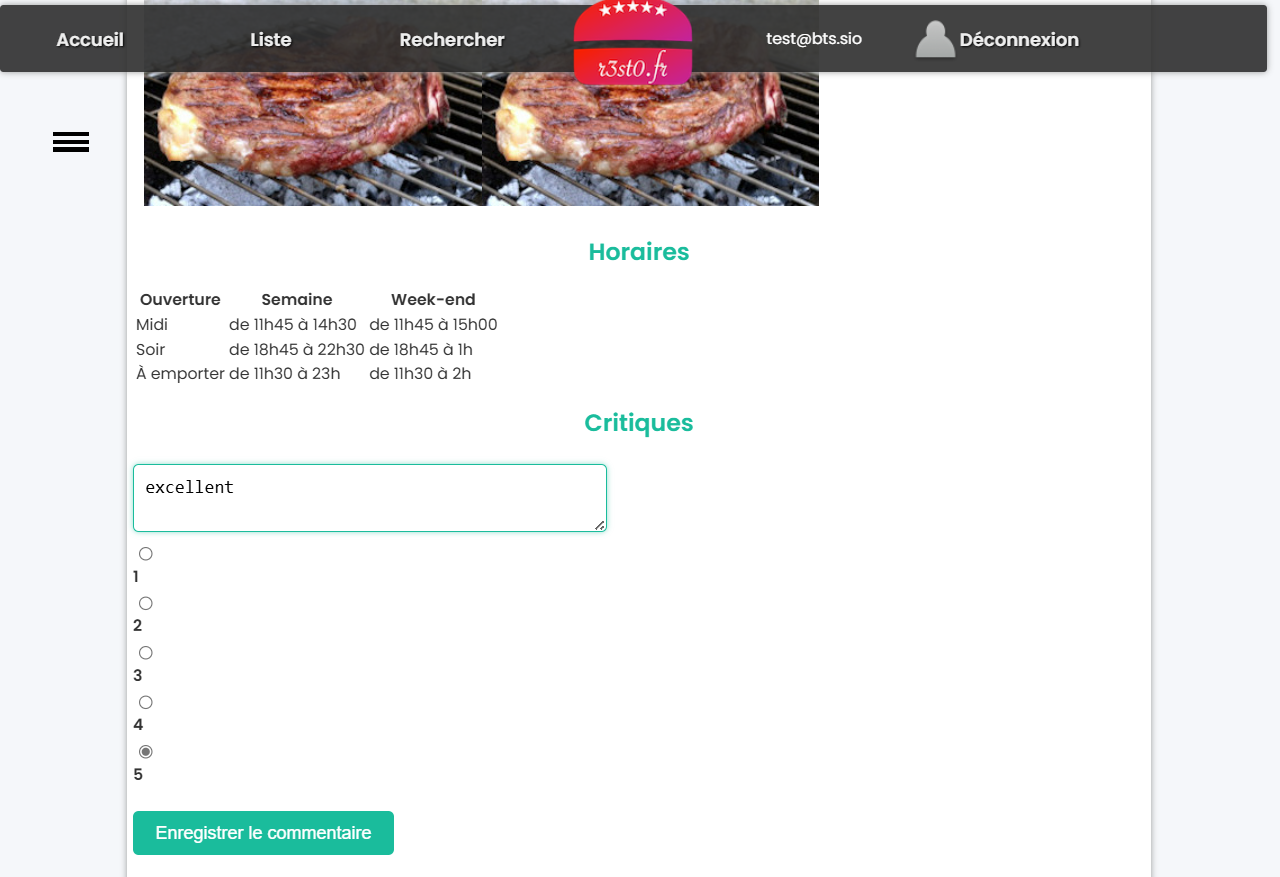 Accueil Liste Rechercher r3st0.fr test@bts.sio Déconnexion
Horaires
Ouverture Semaine Week-end
Midi de 11h45 à 14h30 de 11h45 à 15h00
Soir de 18h45 à 22h30 de 18h45 à 1h
À emporter de 11h30 à 23h de 11h30 à 2h
Critiques
excellent
1
2
3
4
5
Enregistrer le commentaire